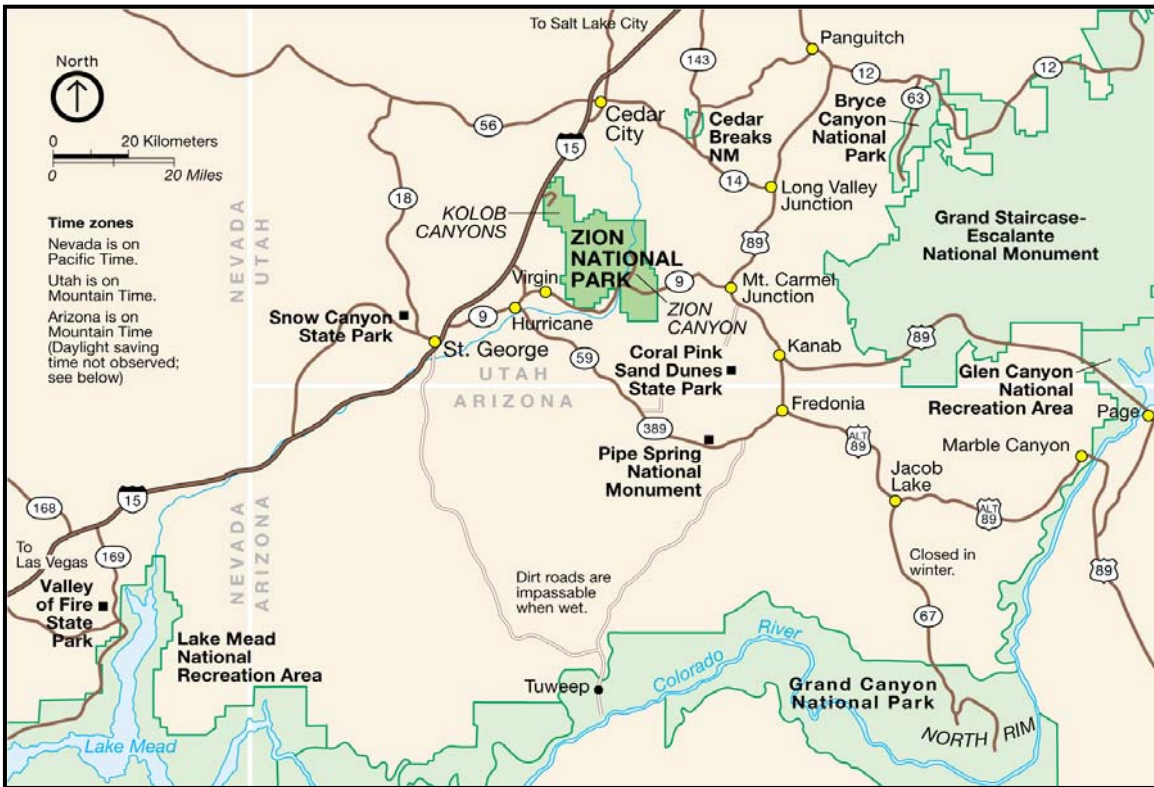 To Salt Lake City
Panguitch
North
143
12
12
63
Bryce
Canyon
National
Park
0 20 Kilometers
0 20 Miles
56
Cedar
City
Cedar
Breaks
NM
15
14
Long Valley
Junction
18
KOLOB
CANYONS
Time zones
Nevada is on
Pacific Time.
Utah is on
Mountain Time.
Arizona is on
Mountain Time
(Daylight saving
time not observed;
see below)
NEVADA
UTAH
Grand Staircase-
Escalante
National Monument
ZION
NATIONAL
PARK
89
Virgin
9
Mt. Carmel
Junction
ZION
CANYON
Snow Canyon
State Park
9
Hurricane
St. George
59
Coral Pink
Sand Dunes
State Park
Kanab
89
Glen Canyon
National
Recreation Area
UTAH
ARIZONA
Fredonia
Page
389
ALT
89
Marble Canyon
Pipe Spring
National
Monument
Jacob
Lake
ALT
89
15
168
To
Las Vegas
169
NEVADA
ARIZONA
Closed in
winter.
89
Dirt roads are
impassable
when wet.
Valley
of Fire
State
Park
67
Lake Mead
National
Recreation Area
Tuweep
Colorado
River
Grand Canyon
National Park
NORTH
RIM
Lake Mead